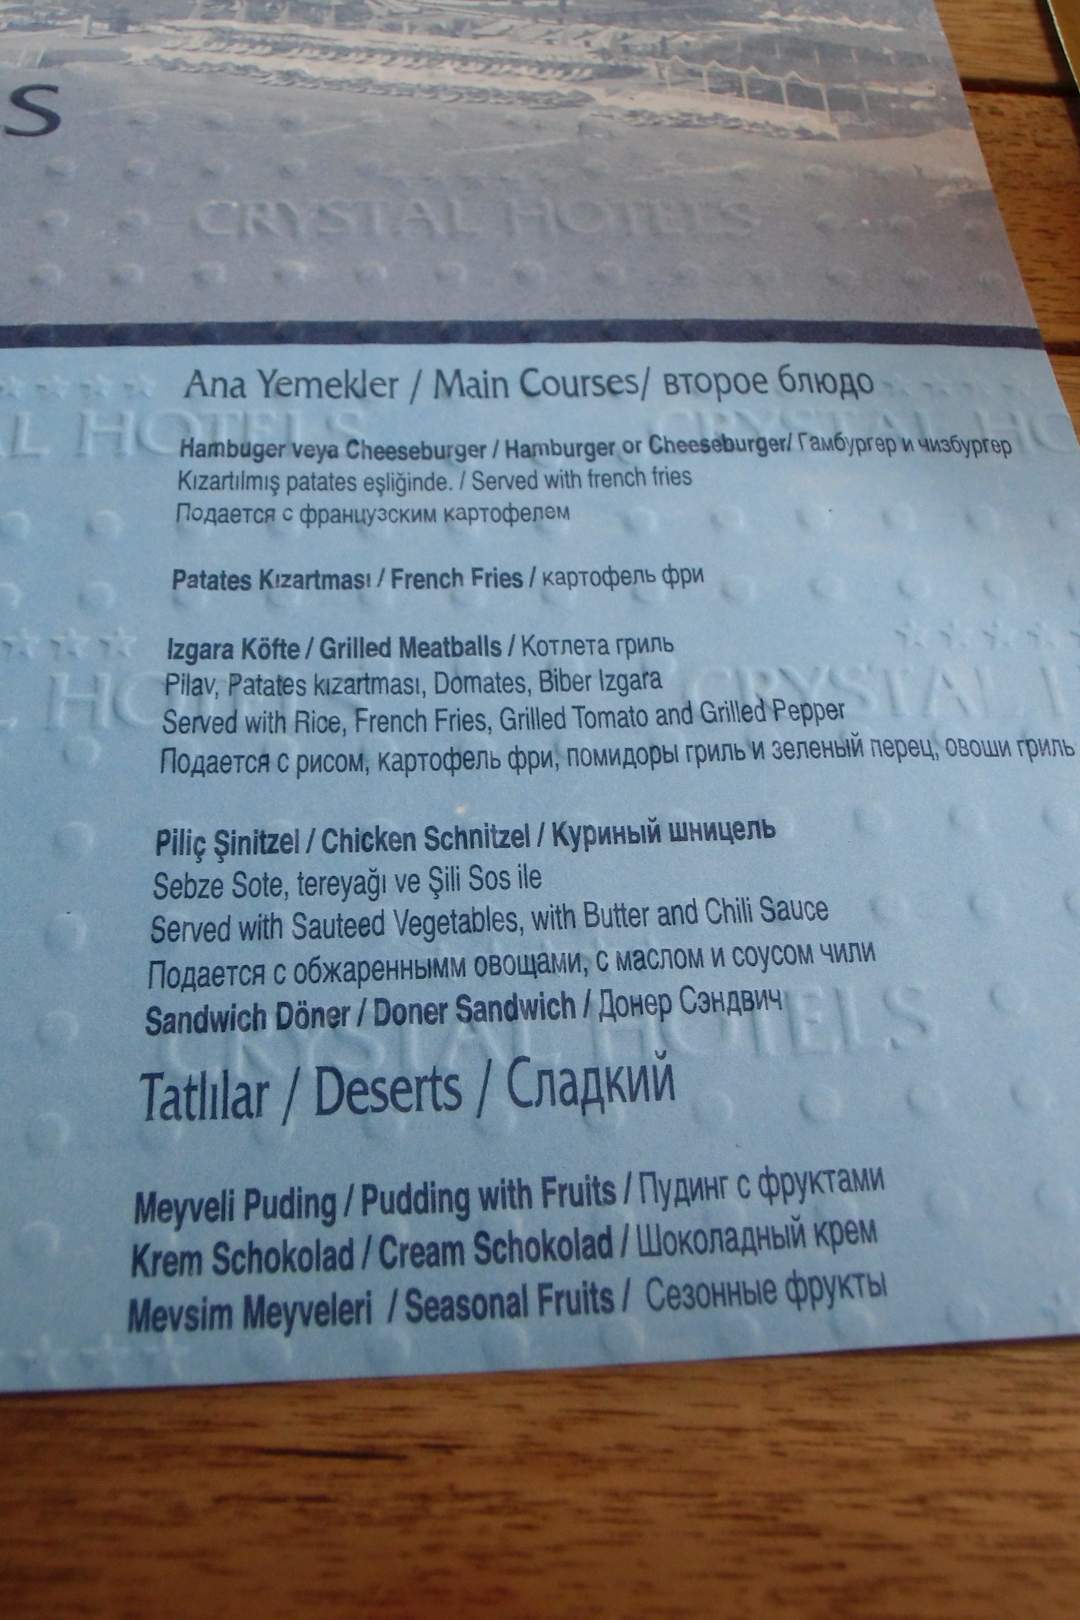 S
CRYSTAL HOTELS
Ana Yemekler / Main Courses/ второе блюдо
Hambuger veya Cheeseburger / Hamburger or Cheeseburger/ Гамбургер и чизбургер
Kızartılmış patates eşliğinde. / Served with french fries
Подается с французским картофелем
Patates Kızartması / French Fries / картофель фри
Izgara Köfte / Grilled Meatballs / Котлета гриль
Pilav, Patates kızartması, Domates, Biber Izgara
Served with Rice, French Fries, Grilled Tomato and Grilled Pepper
Подается с рисом, картофель фри, помидоры гриль и зеленый перец, овоши гриль
Piliç Şinitzel / Chicken Schnitzel / Куриный шницель
Sebze Sote, tereyağı ve Şili Sos ile
Served with Sauteed Vegetables, with Butter and Chili Sauce
Подается с обжареннымм овощами, с маслом и соусом чили
Sandwich Döner / Doner Sandwich / Донер Сэндвич
CRYSTAL HOTELS
Tatlılar / Deserts / Сладкий
Meyveli Puding / Pudding with Fruits / Пудинг с фруктами
Krem Schokolad / Cream Schokolad / Шоколадный крем
Mevsim Meyveleri / Seasonal Fruits / Сезонные фрукты